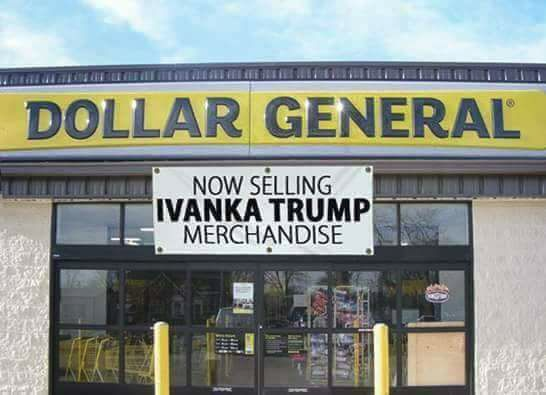 DOLLAR GENERAL®
NOW SELLING
IVANKA TRUMP
MERCHANDISE